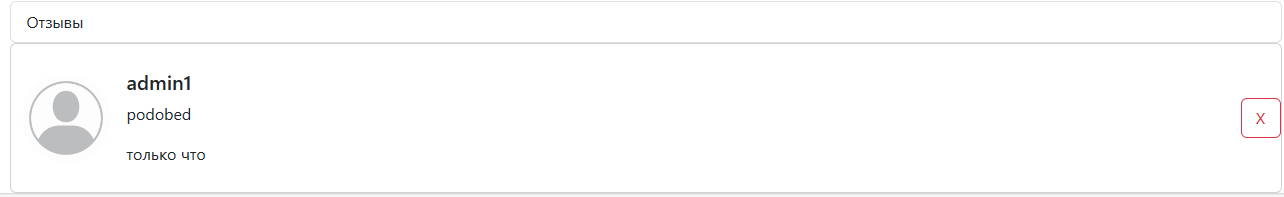 Отзывы
admin1
podobed
X
только что